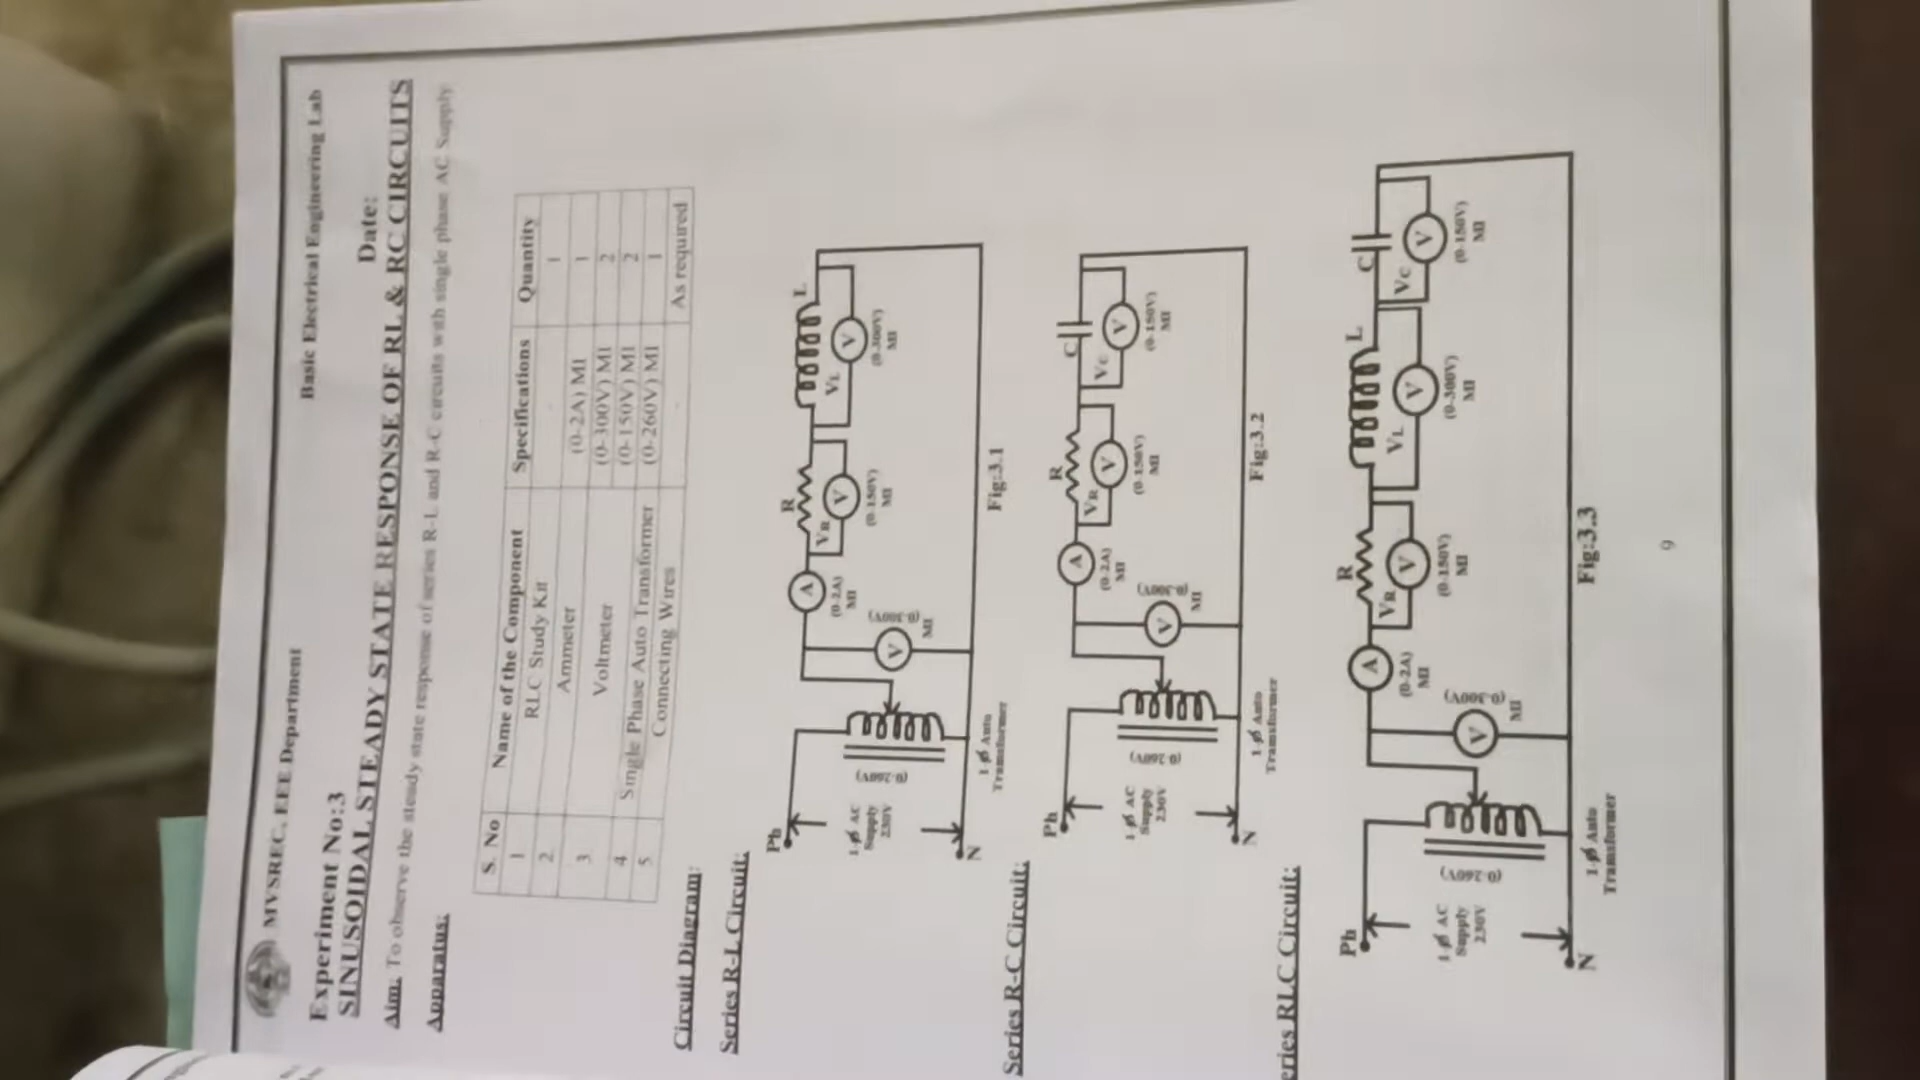 MVSREC, EEE Department Basic Electrical Engineering Lab
Experiment No:3 Date:
SINUSOIDAL STEADY STATE RESPONSE OF RL & RC CIRCUITS
Aim: To observe the steady state response of series R-L and R-C circuits with single phase AC Supply
Apparatus:
S. No Name of the Component Specifications Quantity
1 RLC Study Kit - 1
2 Ammeter (0-2A) MI 1
3 Voltmeter (0-300V) MI 2
(0-150V) MI 2
4 Single Phase Auto Transformer (0-260V) MI 1
5 Connecting Wires - As required
Circuit Diagram:
Series R-L Circuit:
Ph
1-ϕ AC
Supply
230V
N
(0-260V)
1-ϕ Auto
Transformer
V
(0-300V)
MI
A
(0-2A)
MI
R
VR
V
(0-150V)
MI
L
VL
V
(0-300V)
MI
Fig:3.1
Series R-C Circuit:
Ph
1-ϕ AC
Supply
230V
N
(0-260V)
1-ϕ Auto
Transformer
V
(0-300V)
MI
A
(0-2A)
MI
R
VR
V
(0-150V)
MI
C
VC
V
(0-150V)
MI
Fig:3.2
eries RLC Circuit:
Ph
1-ϕ AC
Supply
230V
N
(0-260V)
1-ϕ Auto
Transformer
V
(0-300V)
MI
A
(0-2A)
MI
R
VR
V
(0-150V)
MI
L
VL
V
(0-300V)
MI
C
VC
V
(0-150V)
MI
Fig:3.3
9